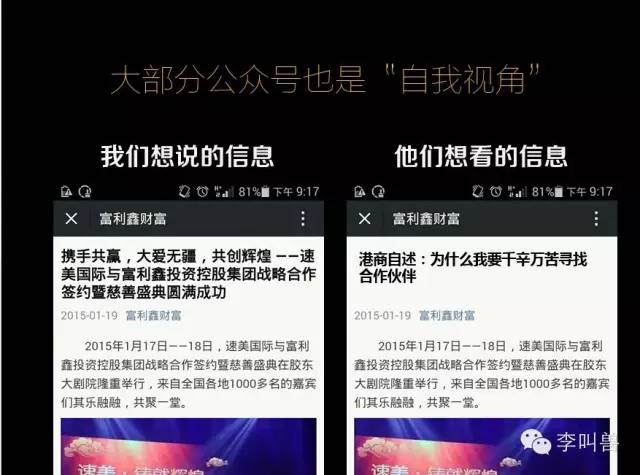 大部分公众号也是“自我视角”
我们想说的信息
他们想看的信息
81% 下午 9:17
富利鑫财富
携手共赢，大爱无疆，共创辉煌 ——速
美国际与富利鑫投资控股集团战略合作
签约暨慈善盛典圆满成功
2015-01-19 富利鑫财富
2015年1月17日——18日，速美国际与富利
鑫投资控股集团战略合作签约暨慈善盛典在胶东
大剧院隆重举行，来自全国各地1000多名的嘉宾
们其乐融融，共聚一堂。
速美·铸就辉煌
81% 下午 9:17
富利鑫财富
港商自述：为什么我要千辛万苦寻找
合作伙伴
2015-01-19 富利鑫财富
2015年1月17日——18日，速美国际与富利
鑫投资控股集团战略合作签约暨慈善盛典在胶东
大剧院隆重举行，来自全国各地1000多名的嘉宾
们其乐融融，共聚一堂。
李叫兽